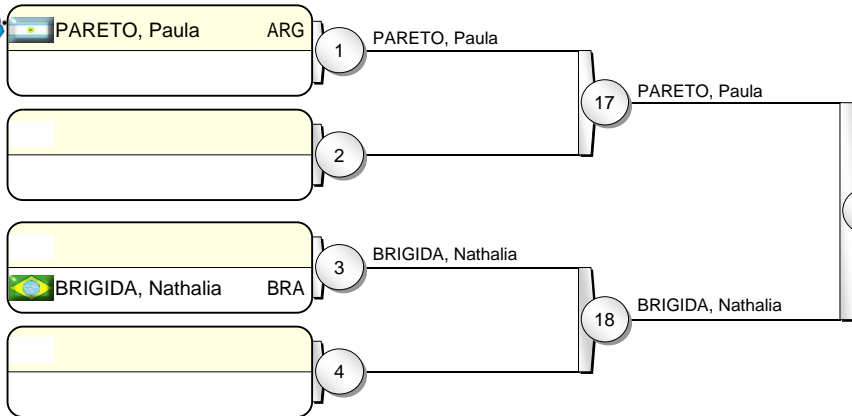 PARETO, Paula ARG
1
PARETO, Paula
17
PARETO, Paula
2
3
BRIGIDA, Nathalia
BRIGIDA, Nathalia BRA
18
BRIGIDA, Nathalia
4